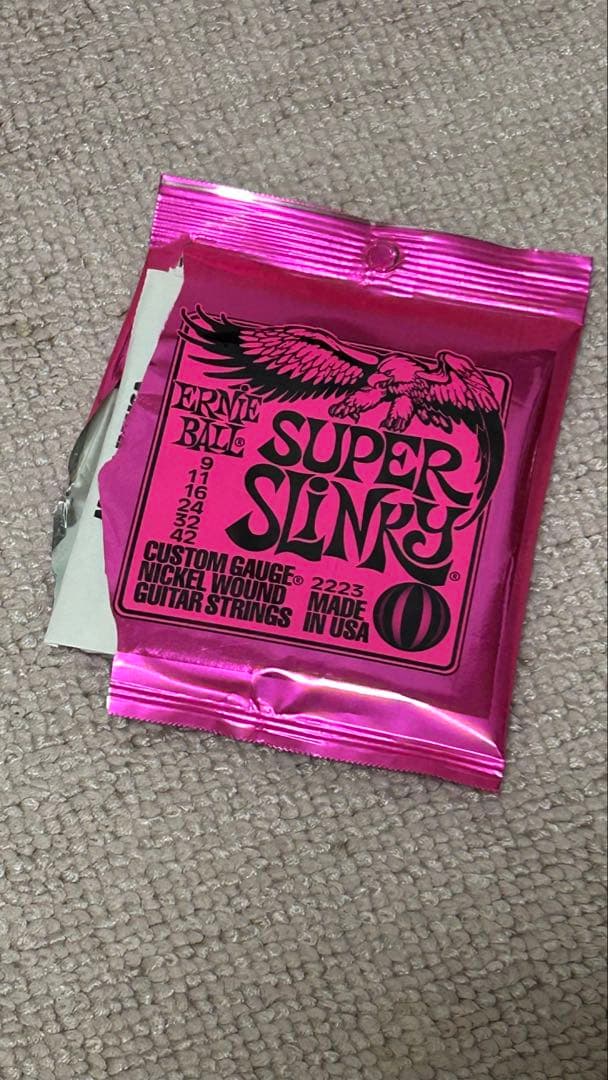 ERNiE
BALL®
SUPER
SLiNKY®
9
11
16
24
32
42
CUSTOM GAUGE®
NICKEL WOUND
GUITAR STRINGS
2223
MADE
IN USA